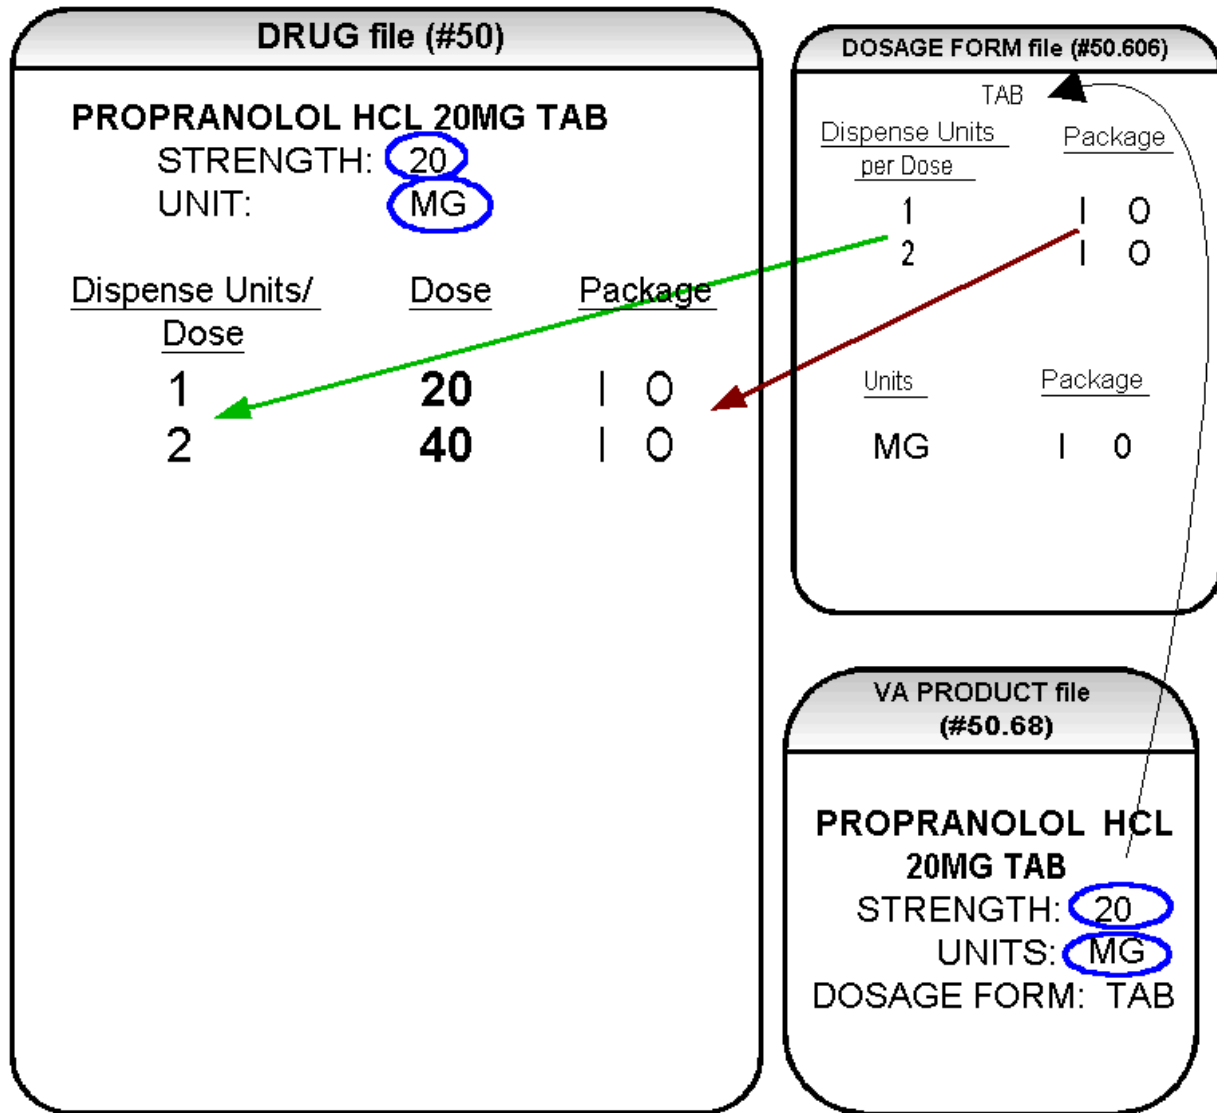 DRUG file (#50)
PROPRANOLOL HCL 20MG TAB
STRENGTH: 20
UNIT: MG
Dispense Units/ Dose Package
Dose
1 20 I O
2 40 I O
DOSAGE FORM file (#50.606)
TAB
Dispense Units Package
per Dose
1 I O
2 I O
Units Package
MG I 0
VA PRODUCT file
(#50.68)
PROPRANOLOL HCL
20MG TAB
STRENGTH: 20
UNITS: MG
DOSAGE FORM: TAB